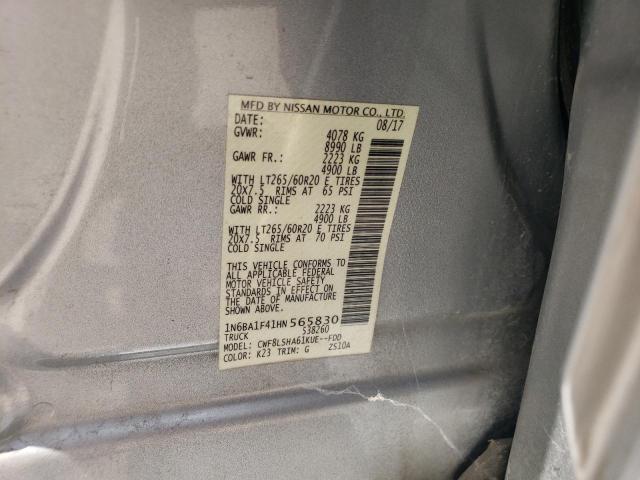 MFD BY NISSAN MOTOR CO., LTD.
DATE: 08/17
GVWR: 4078 KG
8990 LB
GAWR FR.: 2223 KG
4900 LB
WITH LT265/60R20 E TIRES
20X7.5 RIMS AT 65 PSI
COLD SINGLE
GAWR RR.: 2223 KG
4900 LB
WITH LT265/60R20 E TIRES
20X7.5 RIMS AT 70 PSI
COLD SINGLE
THIS VEHICLE CONFORMS TO
ALL APPLICABLE FEDERAL
MOTOR VEHICLE SAFETY
STANDARDS IN EFFECT ON
THE DATE OF MANUFACTURE
SHOWN ABOVE.
1N6BA1F41HN565830
TRUCK 538260
MODEL: CWF8LSHA61KUE--FDD
COLOR: K23 TRIM: G ZS10A